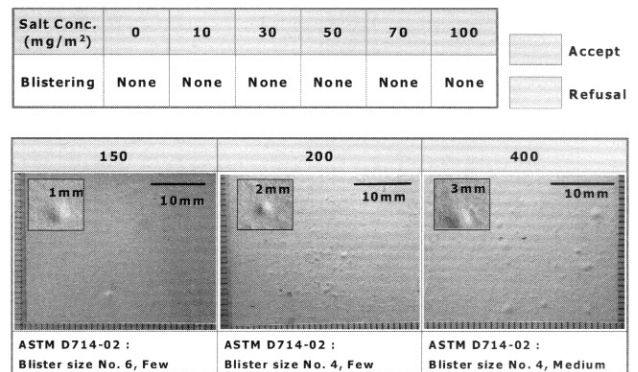 Salt Conc. (mg/m²) 0 10 30 50 70 100
Blistering None None None None None None
Accept
Refusal
150 200 400
1mm 10mm 2mm 10mm 3mm 10mm
ASTM D714-02 : ASTM D714-02 : ASTM D714-02 :
Blister size No. 6, Few Blister size No. 4, Few Blister size No. 4, Medium